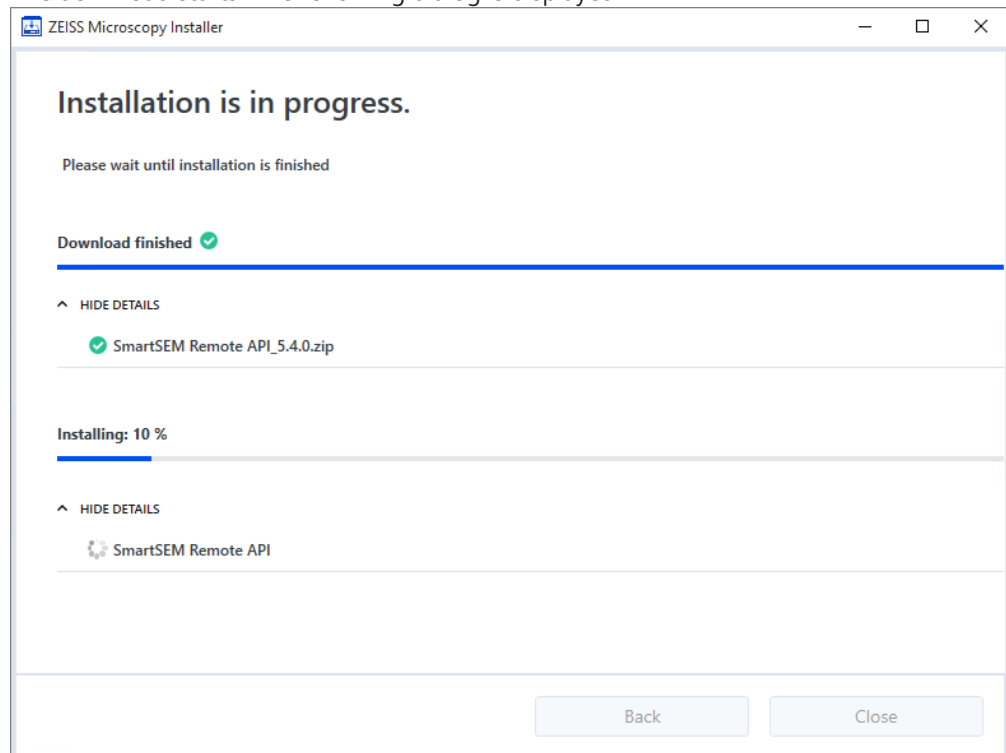 ZEISS Microscopy Installer
Installation is in progress.
Please wait until installation is finished
Download finished
HIDE DETAILS
SmartSEM Remote API_5.4.0.zip
Installing: 10 %
HIDE DETAILS
SmartSEM Remote API
Back
Close